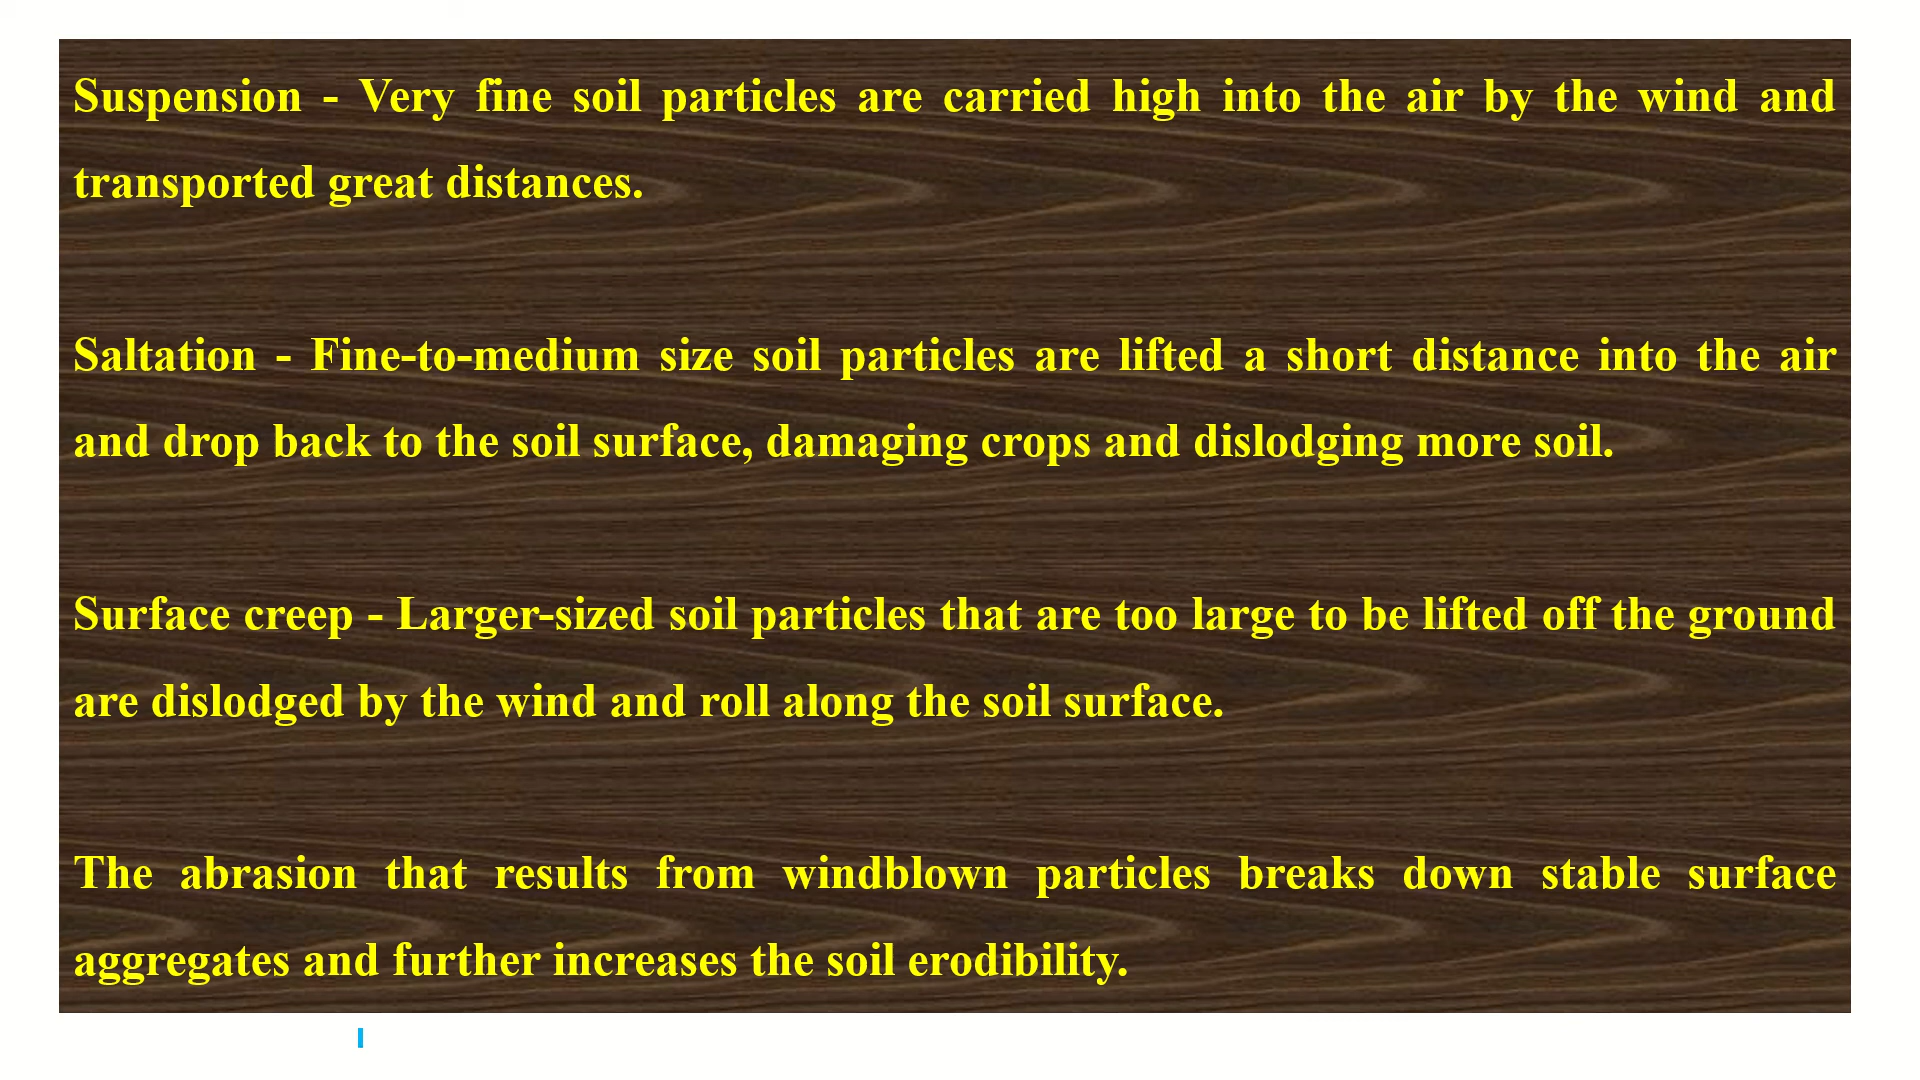 Suspension - Very fine soil particles are carried high into the air by the wind and
transported great distances.
Saltation - Fine-to-medium size soil particles are lifted a short distance into the air
and drop back to the soil surface, damaging crops and dislodging more soil.
Surface creep - Larger-sized soil particles that are too large to be lifted off the ground
are dislodged by the wind and roll along the soil surface.
The abrasion that results from windblown particles breaks down stable surface
aggregates and further increases the soil erodibility.